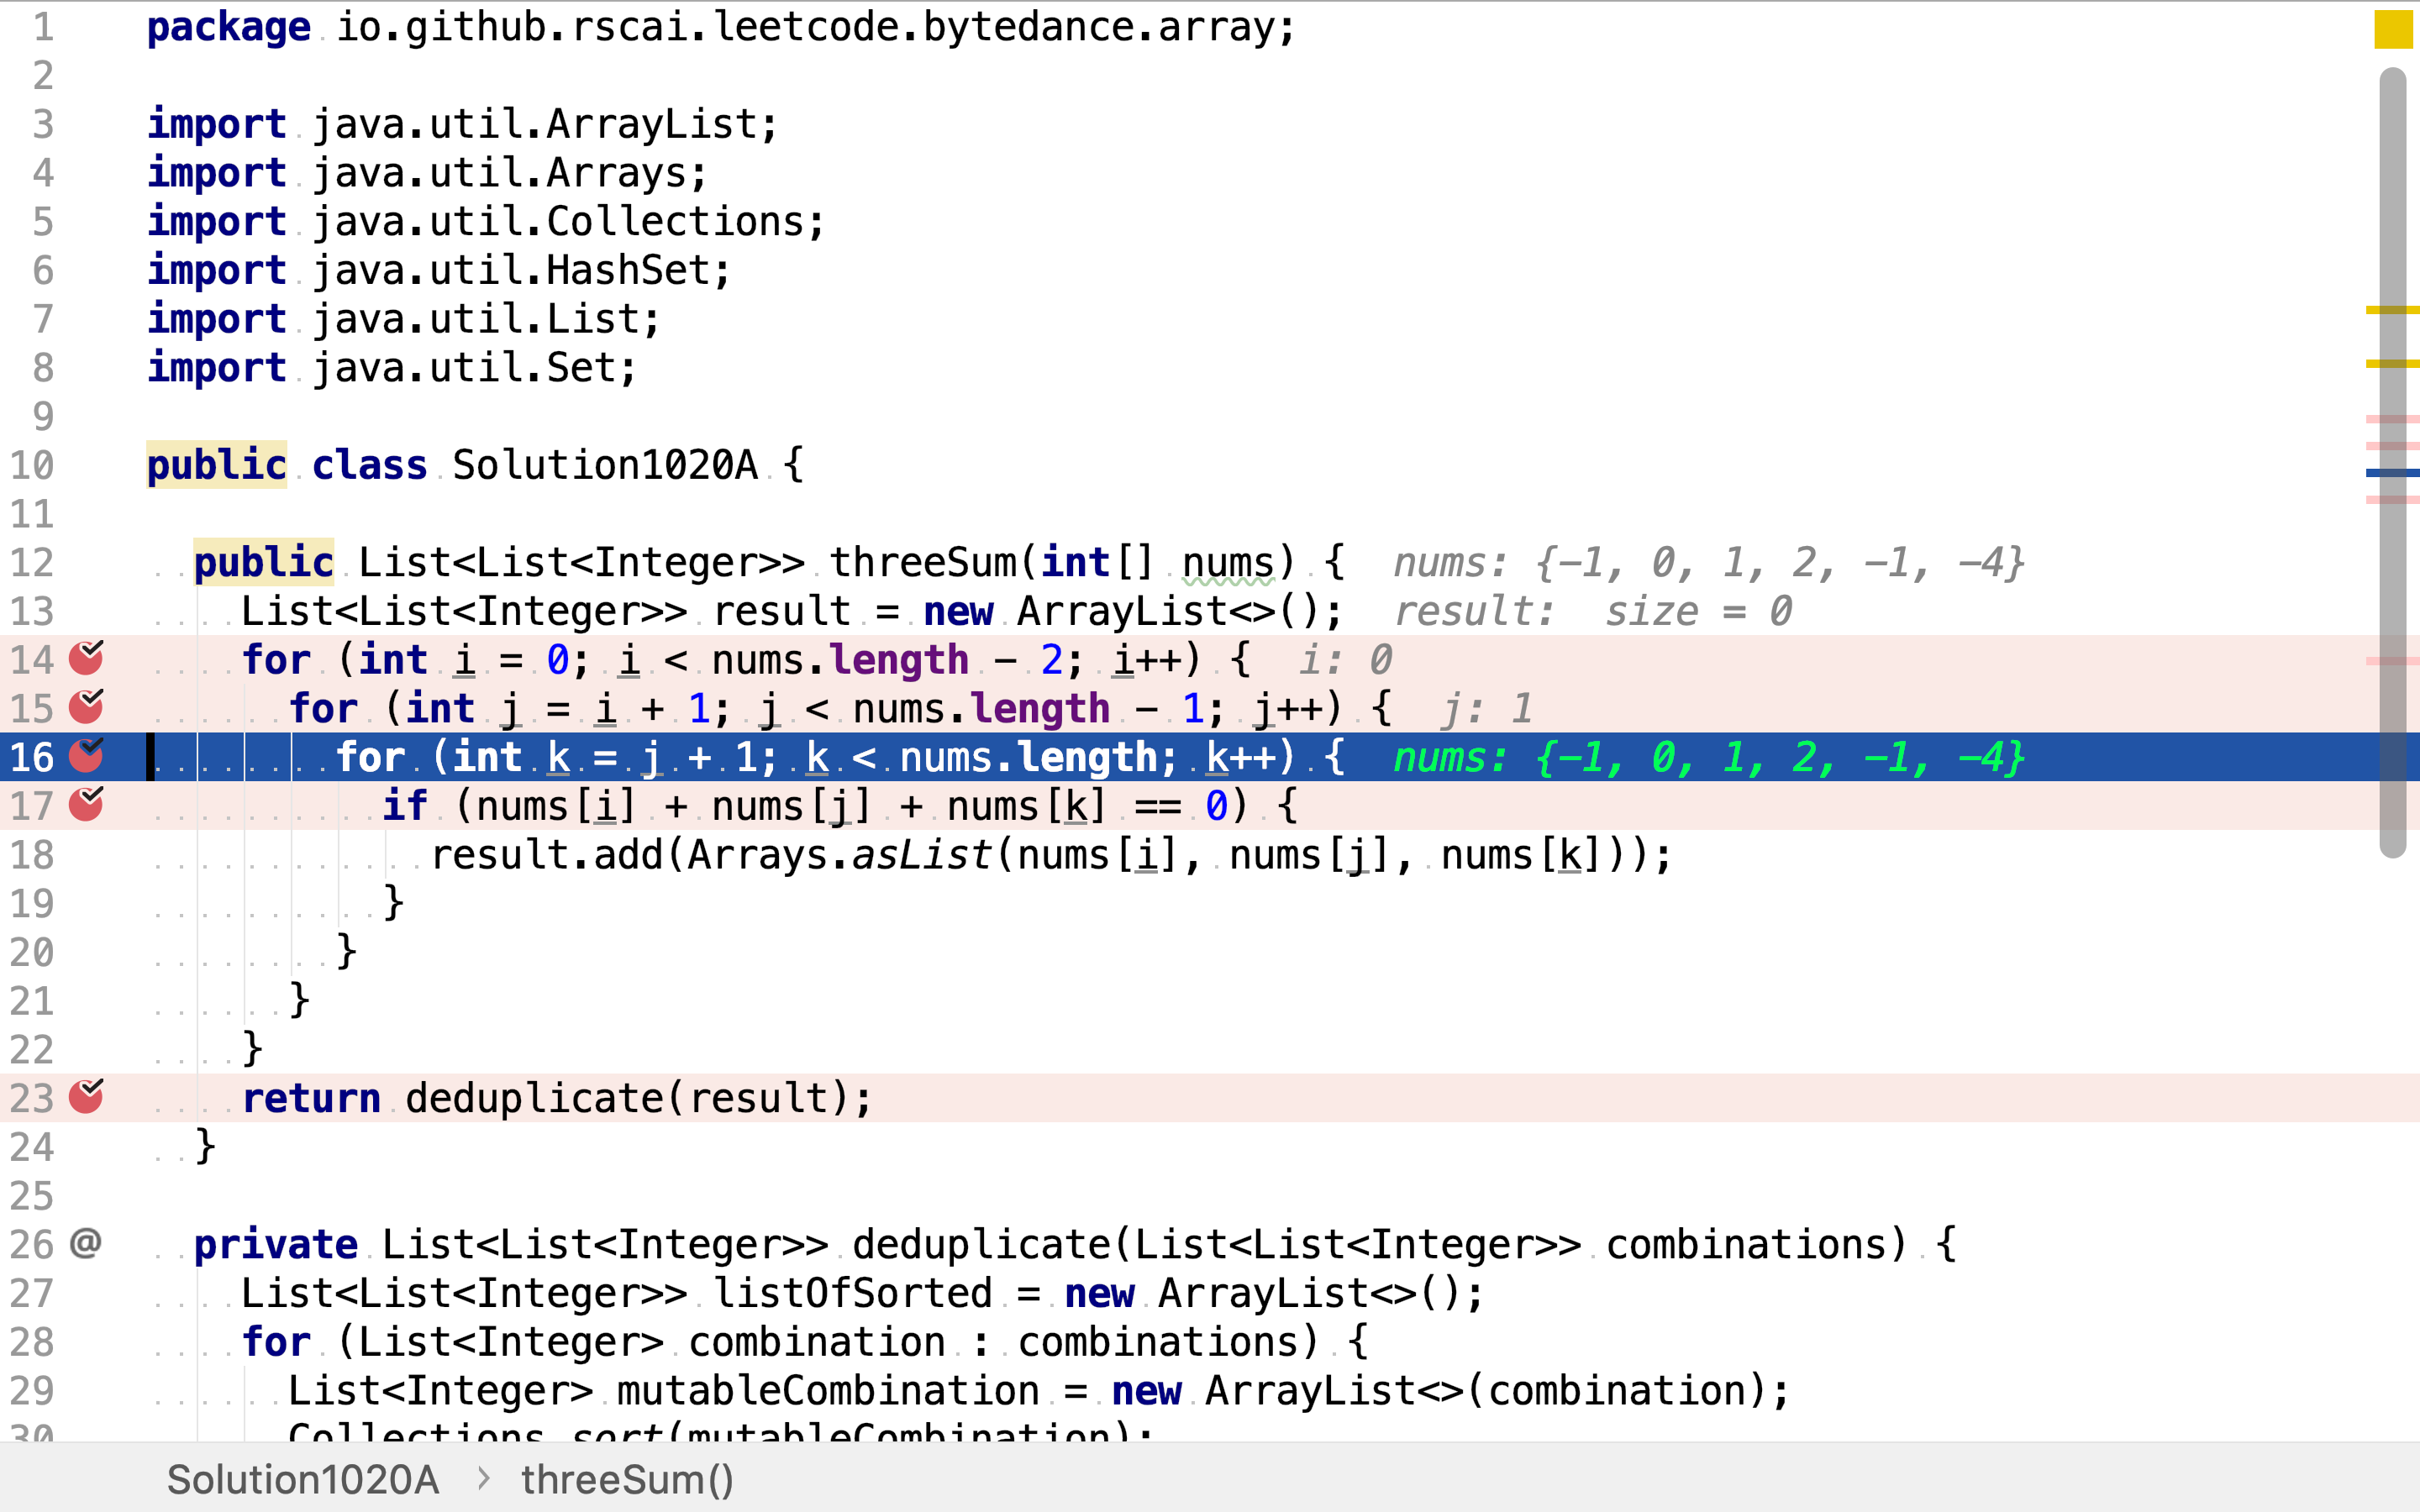 1 package io.github.rscai.leetcode.bytedance.array;
2
3 import java.util.ArrayList;
4 import java.util.Arrays;
5 import java.util.Collections;
6 import java.util.HashSet;
7 import java.util.List;
8 import java.util.Set;
9
10 public class Solution1020A {
11
12 public List<List<Integer>> threeSum(int[] nums) { nums: {-1, 0, 1, 2, -1, -4}
13 List<List<Integer>> result = new ArrayList<>(); result: size = 0
14 for (int i = 0; i < nums.length - 2; i++) { i: 0
15 for (int j = i + 1; j < nums.length - 1; j++) { j: 1
16 for (int k = j + 1; k < nums.length; k++) { nums: {-1, 0, 1, 2, -1, -4}
17 if (nums[i] + nums[j] + nums[k] == 0) {
18 result.add(Arrays.asList(nums[i], nums[j], nums[k]));
19 }
20 }
21 }
22 }
23 return deduplicate(result);
24 }
25
26 @ private List<List<Integer>> deduplicate(List<List<Integer>> combinations) {
27 List<List<Integer>> listOfSorted = new ArrayList<>();
28 for (List<Integer> combination : combinations) {
29 List<Integer> mutableCombination = new ArrayList<>(combination);
30 Collections.sort(mutableCombination);
Solution1020A > threeSum()